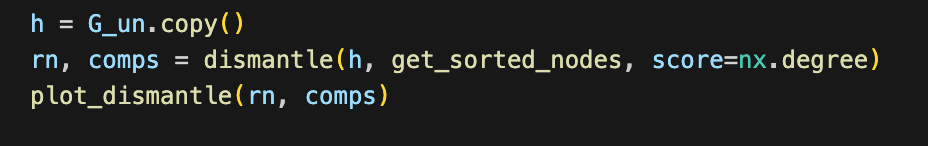 h = G_un.copy()
rn, comps = dismantle(h, get_sorted_nodes, score=nx.degree)
plot_dismantle(rn, comps)